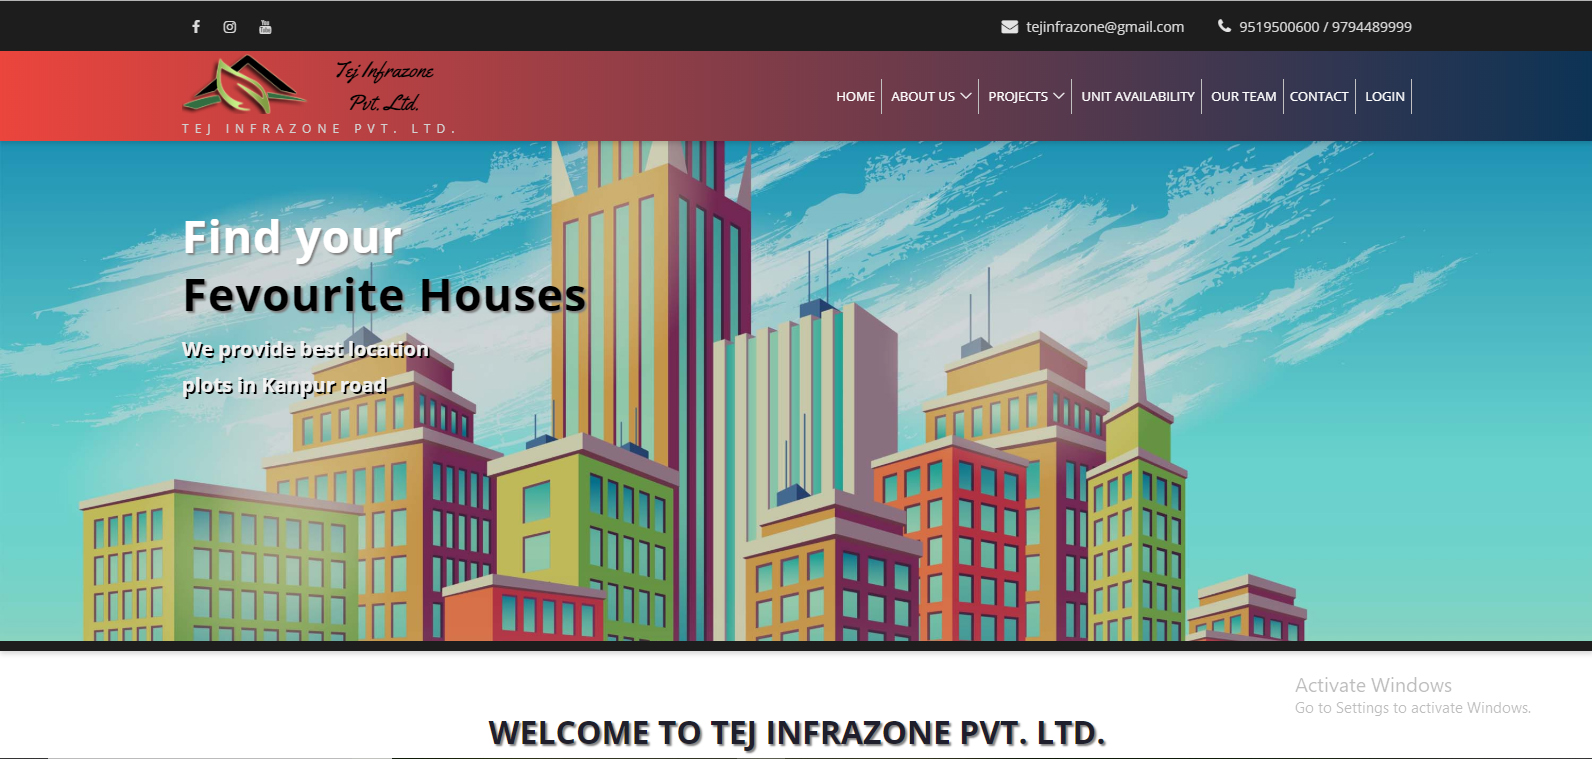 tejinfrazone@gmail.com 9519500600 / 9794489999
Tej Infrazone
Pvt. Ltd.
TEJ INFRAZONE PVT. LTD.
HOME ABOUT US PROJECTS UNIT AVAILABILITY OUR TEAM CONTACT LOGIN
Find your
Fevourite Houses
We provide best location
plots in Kanpur road
Activate Windows
Go to Settings to activate Windows.
WELCOME TO TEJ INFRAZONE PVT. LTD.